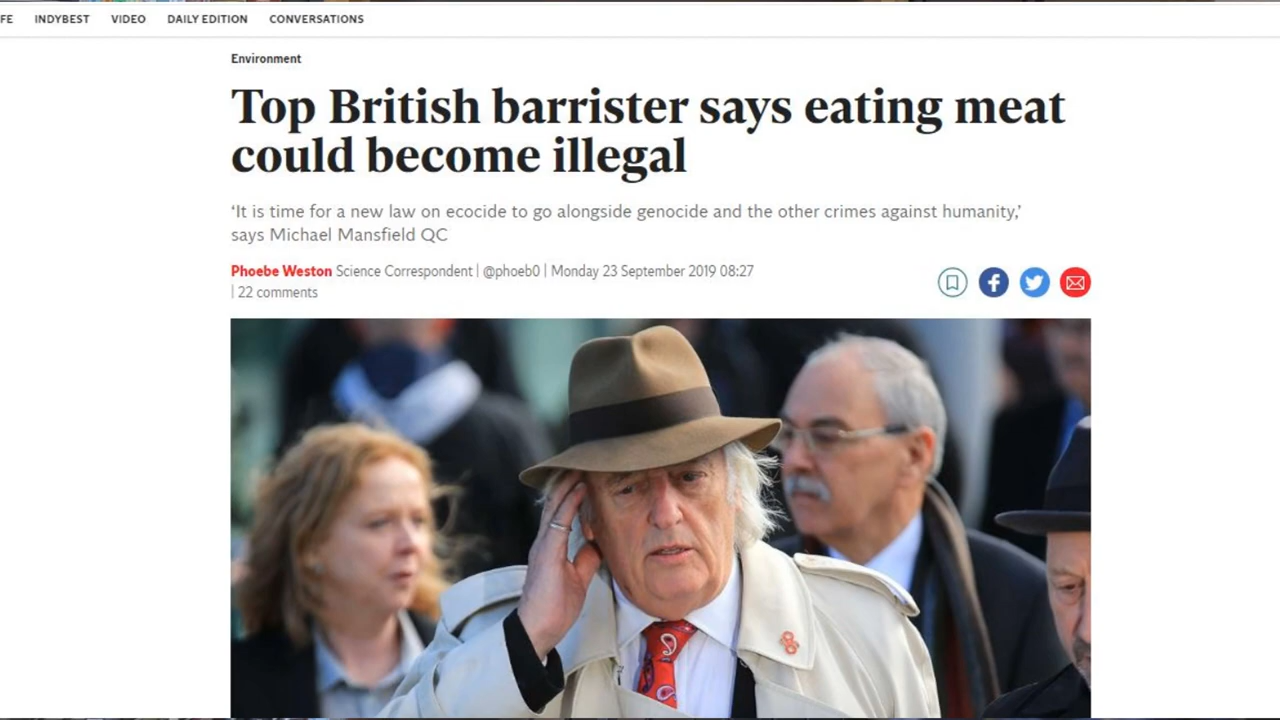 FE INDYBEST VIDEO DAILY EDITION CONVERSATIONS
Environment
Top British barrister says eating meat
could become illegal
‘It is time for a new law on ecocide to go alongside genocide and the other crimes against humanity,’
says Michael Mansfield QC
Phoebe Weston Science Correspondent | @phoeb0 | Monday 23 September 2019 08:27
| 22 comments